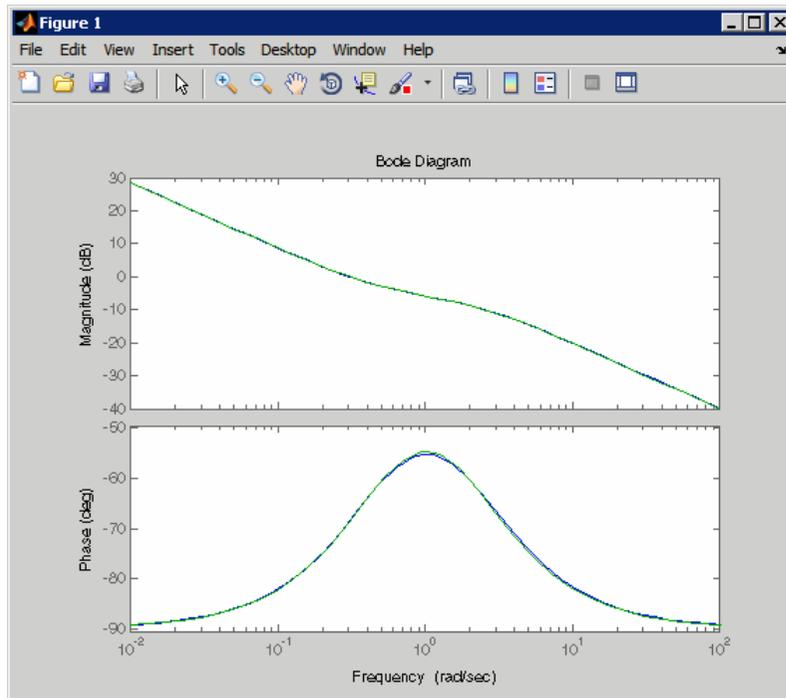 Figure 1
File Edit View Insert Tools Desktop Window Help
Bode Diagram
30
20
10
0
-10
-20
-30
-40
Magnitude (dB)
-50
-60
-70
-80
-90
Phase (deg)
10^-2 10^-1 10^0 10^1 10^2
Frequency (rad/sec)